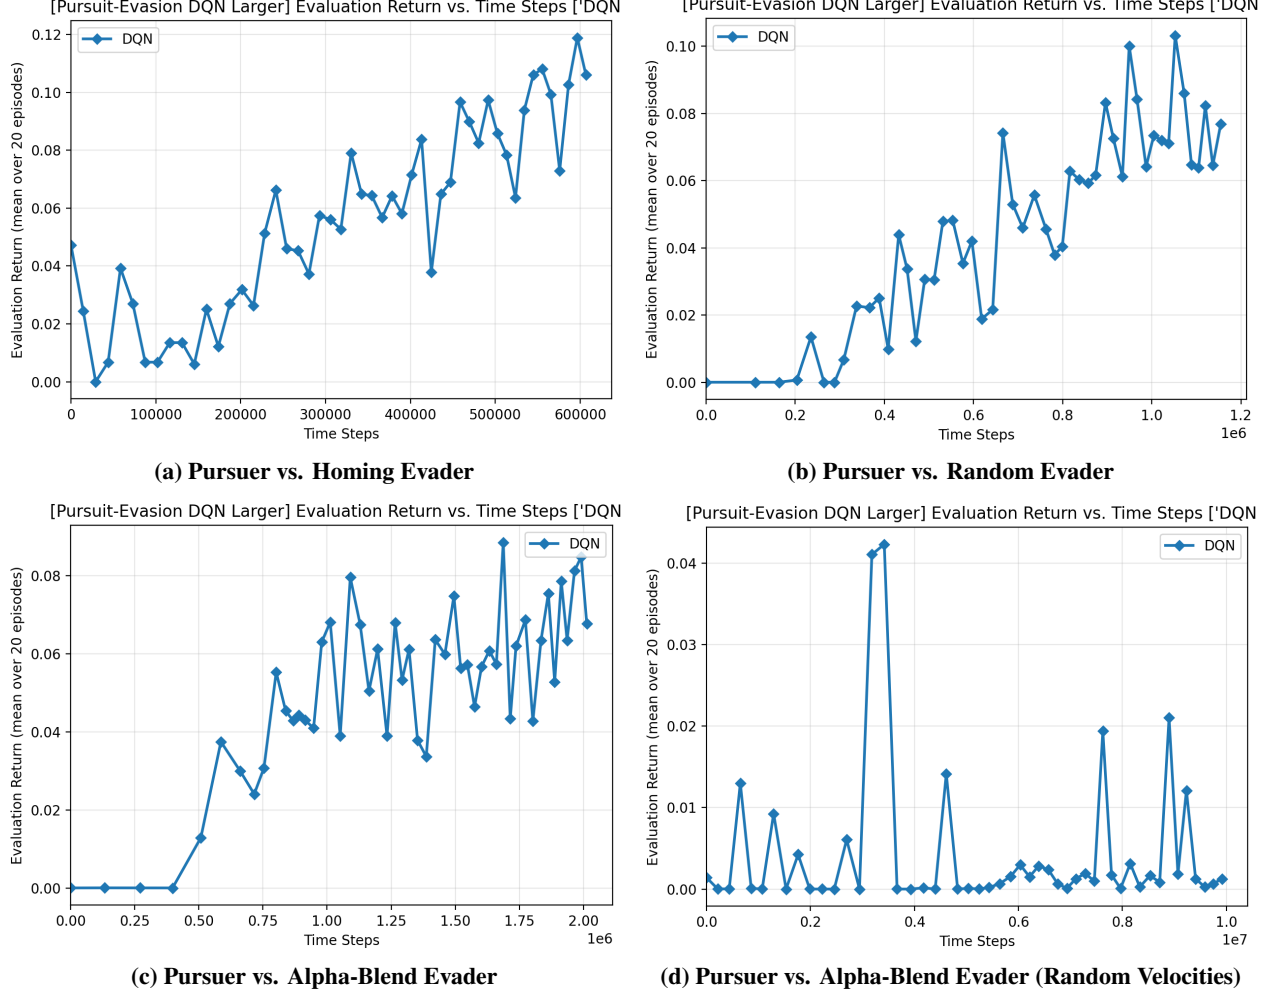 [Pursuit-Evasion DQN Larger] Evaluation Return vs. Time Steps ['DQN
DQN
Evaluation Return (mean over 20 episodes)
0.12
0.10
0.08
0.06
0.04
0.02
0.00
0 100000 200000 300000 400000 500000 600000
Time Steps
(a) Pursuer vs. Homing Evader
[Pursuit-Evasion DQN Larger] Evaluation Return vs. Time Steps ['DQN
DQN
Evaluation Return (mean over 20 episodes)
0.10
0.08
0.06
0.04
0.02
0.00
0.0 0.2 0.4 0.6 0.8 1.0 1.2
1e6
Time Steps
(b) Pursuer vs. Random Evader
[Pursuit-Evasion DQN Larger] Evaluation Return vs. Time Steps ['DQN
DQN
Evaluation Return (mean over 20 episodes)
0.08
0.06
0.04
0.02
0.00
0.00 0.25 0.50 0.75 1.00 1.25 1.50 1.75 2.00
1e6
Time Steps
(c) Pursuer vs. Alpha-Blend Evader
[Pursuit-Evasion DQN Larger] Evaluation Return vs. Time Steps ['DQN
DQN
Evaluation Return (mean over 20 episodes)
0.04
0.03
0.02
0.01
0.00
0.0 0.2 0.4 0.6 0.8 1.0
1e7
Time Steps
(d) Pursuer vs. Alpha-Blend Evader (Random Velocities)